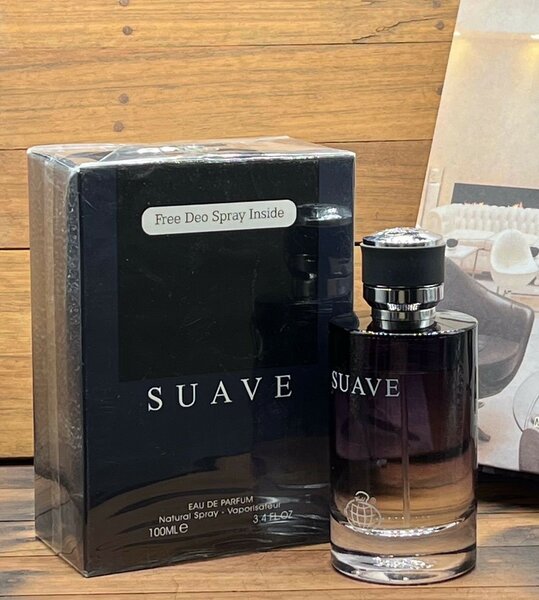 Free Deo Spray Inside
SUAVE
EAU DE PARFUM
Natural Spray - Vaporisateur
100ML℮ 3.4 FL OZ
SUAVE